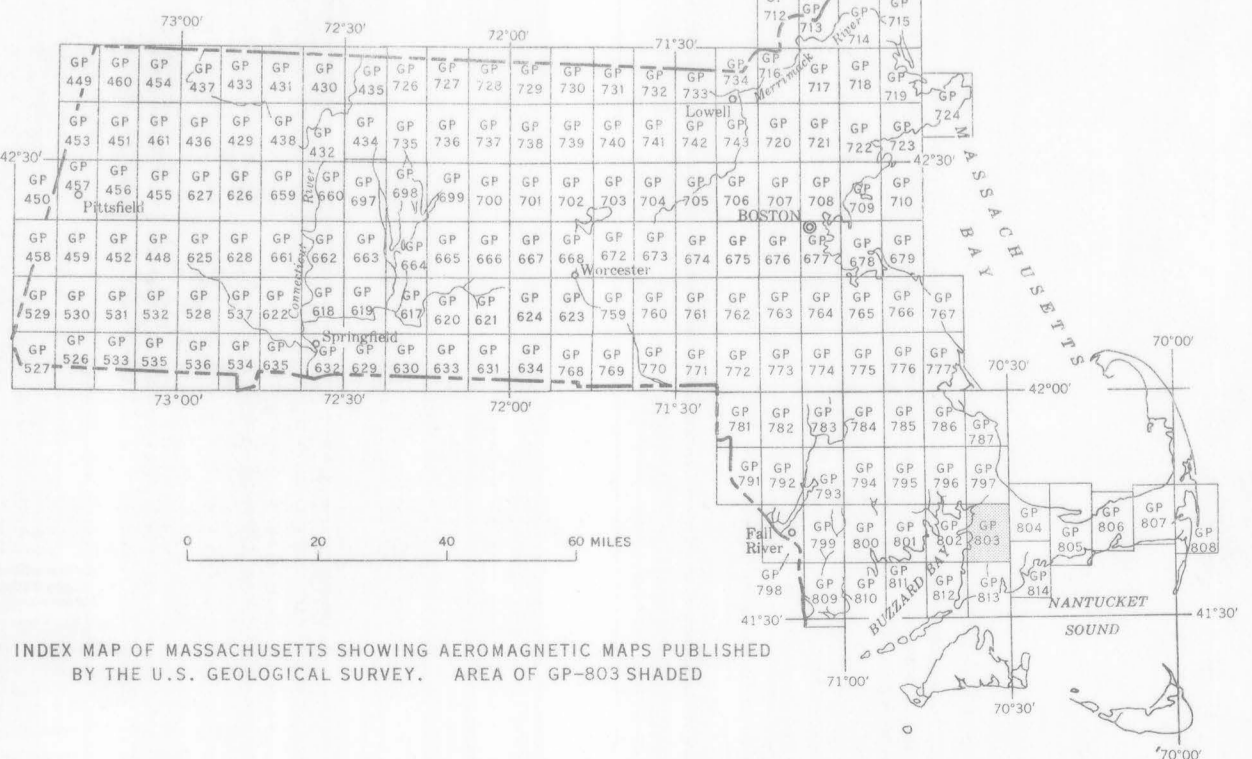 GP 712 GP 713 GP 714 GP 715
73°00' 72°30' 72°00' 71°30'
GP 449 GP 460 GP 454 GP 437 GP 433 GP 431 GP 430 GP 435 GP 726 GP 727 GP 728 GP 729 GP 730 GP 731 GP 732 GP 733 GP 734 GP 716 GP 717 GP 718 GP 719 GP 724
Merrimack River
Lowell
GP 453 GP 451 GP 461 GP 436 GP 429 GP 438 GP 432 GP 434 GP 735 GP 736 GP 737 GP 738 GP 739 GP 740 GP 741 GP 742 GP 743 GP 720 GP 721 GP 722 GP 723
42°30' 42°30'
GP 450 GP 457 GP 456 GP 455 GP 627 GP 626 GP 659 GP 660 GP 697 GP 698 GP 699 GP 700 GP 701 GP 702 GP 703 GP 704 GP 705 GP 706 GP 707 GP 708 GP 709 GP 710
Pittsfield
BOSTON
MASSACHUSETTS BAY
GP 458 GP 459 GP 452 GP 448 GP 625 GP 628 GP 661 GP 662 GP 663 GP 664 GP 665 GP 666 GP 667 GP 668 GP 672 GP 673 GP 674 GP 675 GP 676 GP 677 GP 678 GP 679
Worcester
Connecticut River
GP 529 GP 530 GP 531 GP 532 GP 528 GP 537 GP 622 GP 618 GP 619 GP 617 GP 620 GP 621 GP 624 GP 623 GP 759 GP 760 GP 761 GP 762 GP 763 GP 764 GP 765 GP 766 GP 767
Springfield
GP 527 GP 526 GP 533 GP 535 GP 536 GP 534 GP 635 GP 632 GP 629 GP 630 GP 633 GP 631 GP 634 GP 768 GP 769 GP 770 GP 771 GP 772 GP 773 GP 774 GP 775 GP 776 GP 777
70°30' 70°00'
73°00' 72°30' 72°00' 71°30' 42°00'
GP 781 GP 782 GP 783 GP 784 GP 785 GP 786 GP 787
GP 791 GP 792 GP 793 GP 794 GP 795 GP 796 GP 797
Fall River
GP 799 GP 800 GP 801 GP 802 GP 803 GP 804 GP 805 GP 806 GP 807 GP 808
GP 798 GP 809 GP 810 GP 811 GP 812 GP 813 GP 814
BUZZARD BAY
NANTUCKET
SOUND
0 20 40 60 MILES
41°30' 41°30'
INDEX MAP OF MASSACHUSETTS SHOWING AEROMAGNETIC MAPS PUBLISHED
BY THE U.S. GEOLOGICAL SURVEY. AREA OF GP-803 SHADED
71°00'
70°30'
70°00'